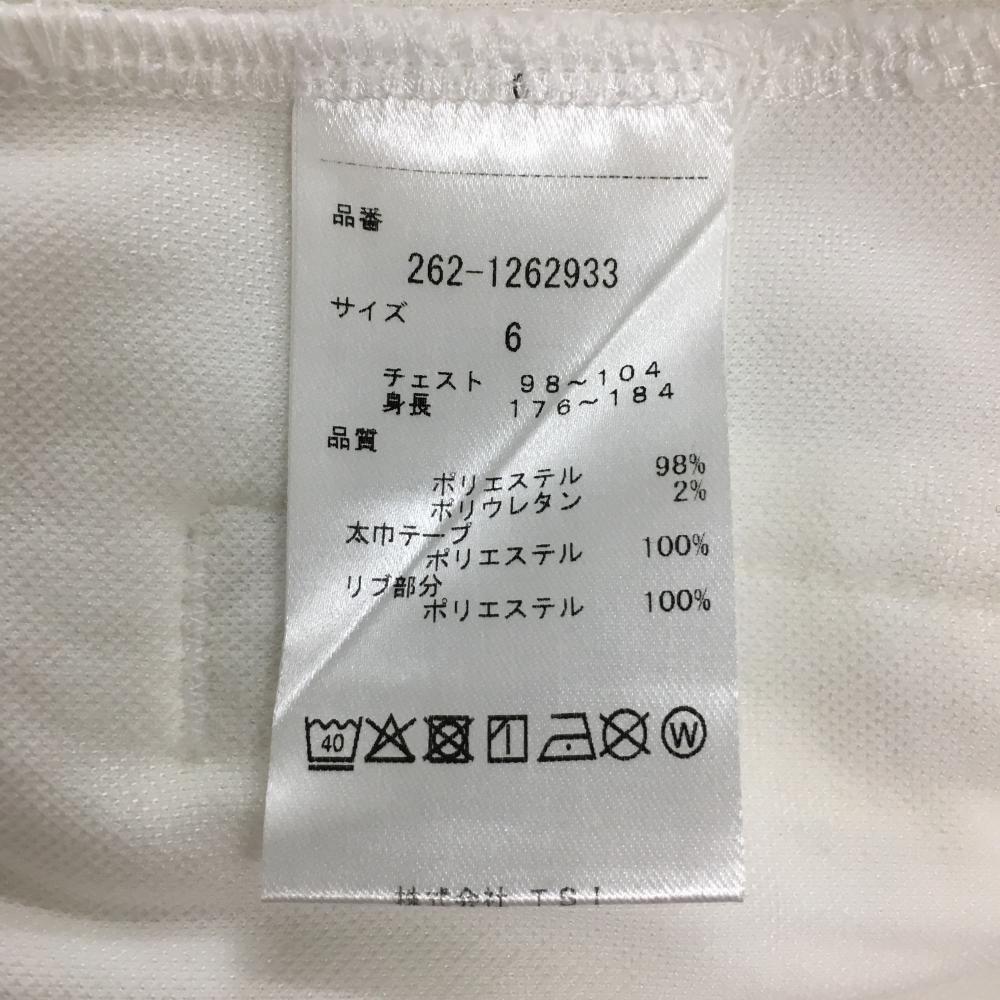 品番
262-1262933
サイズ
6
チェスト 98~104
身長 176~184
品質
ポリエステル 98%
ポリウレタン 2%
太巾テープ
ポリエステル 100%
リブ部分
ポリエステル 100%
40 W
株式会社 TSI